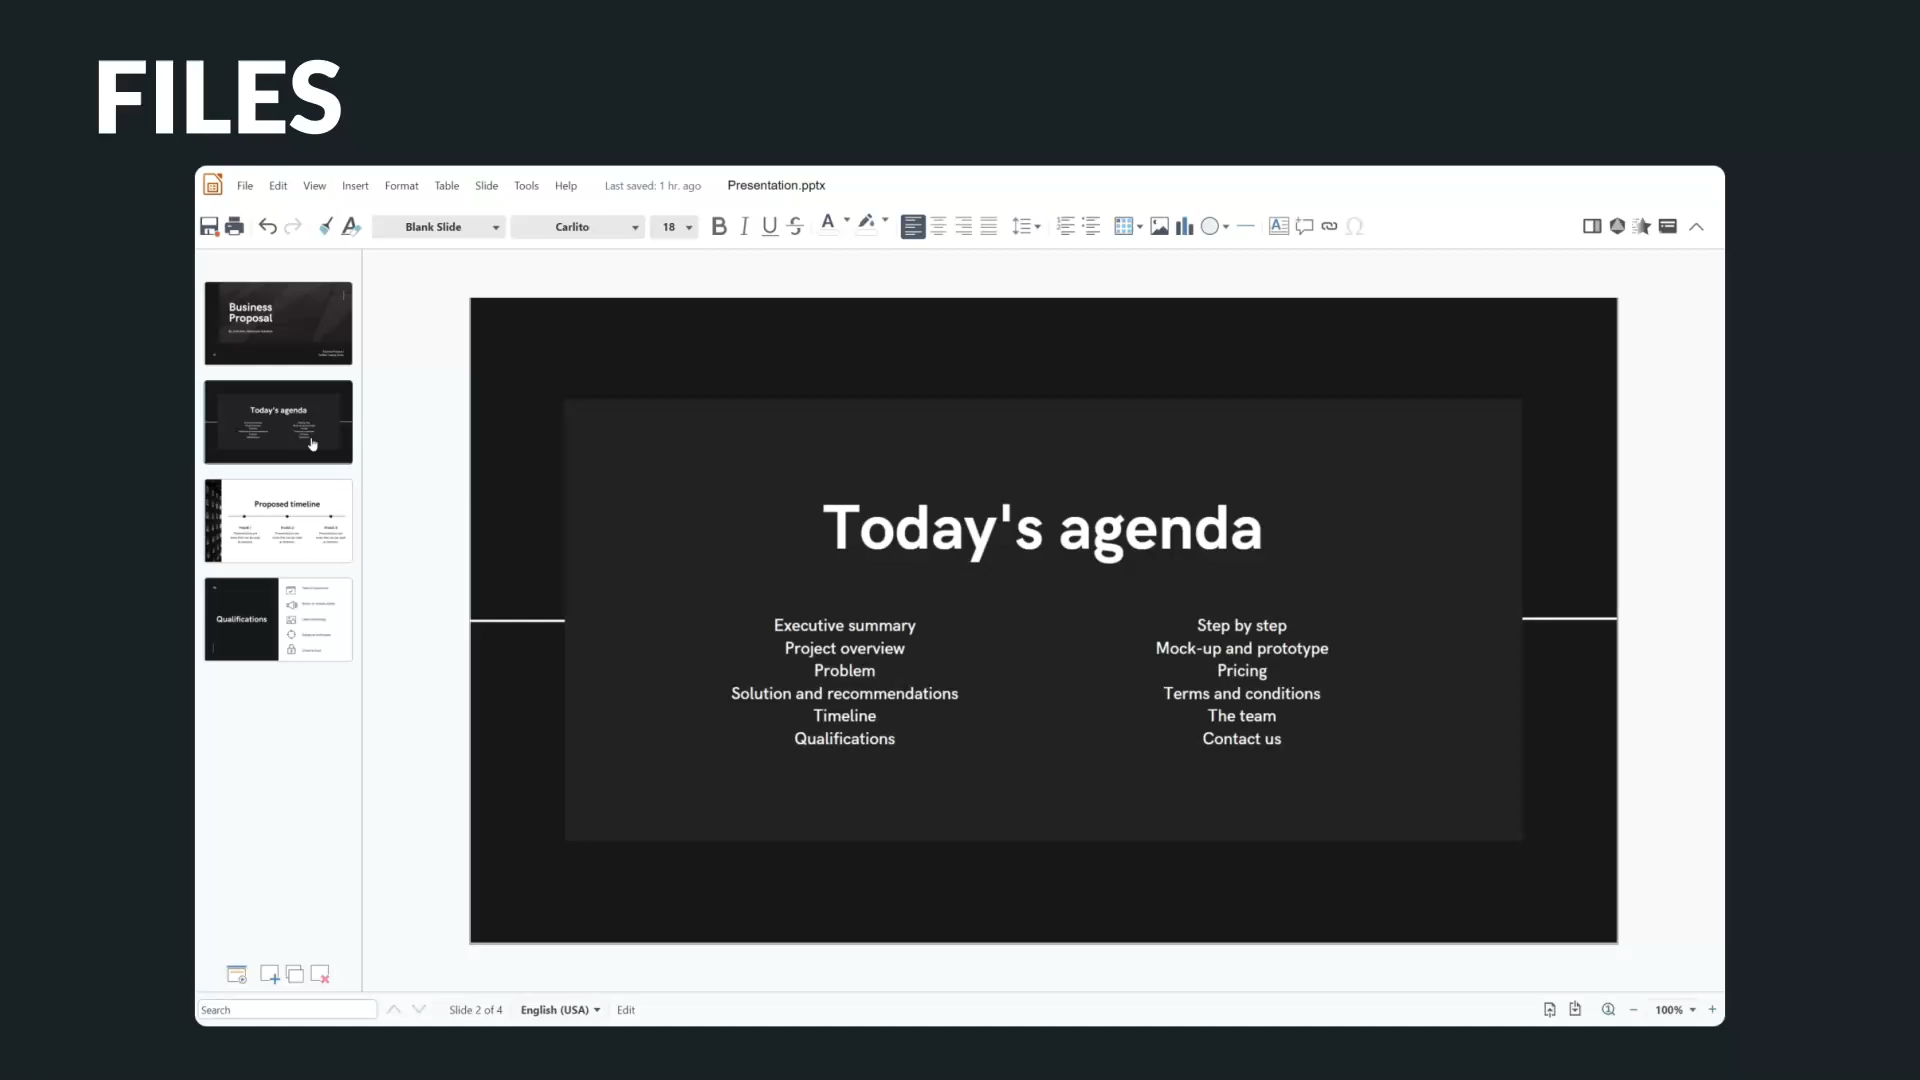 FILES
File Edit View Insert Format Table Slide Tools Help Last saved: 1 hr. ago Presentation.pptx
Blank Slide Carlito 18
Business
Proposal
Today's agenda
Proposed timeline
Qualifications
Today's agenda
Executive summary
Project overview
Problem
Solution and recommendations
Timeline
Qualifications
Step by step
Mock-up and prototype
Pricing
Terms and conditions
The team
Contact us
Search Slide 2 of 4 English (USA) Edit 100%